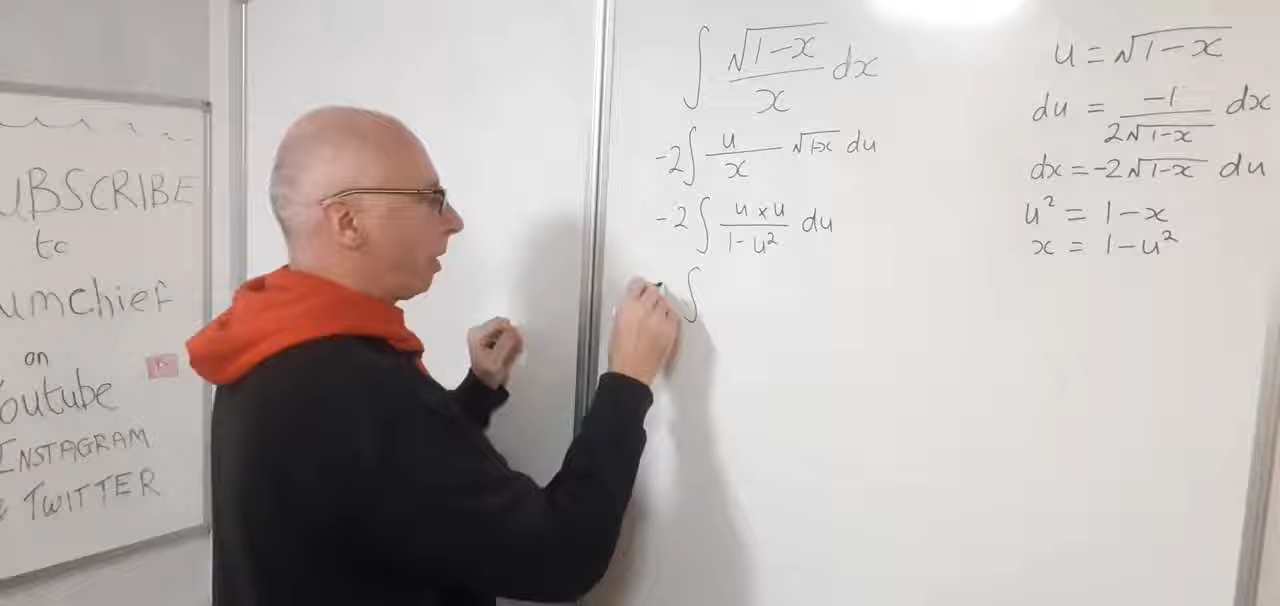 UBSCRIBE
to
umchief
on
Youtube
INSTAGRAM
& TWITTER
∫ √(1-x) / x dx
-2∫ u/x √(1-x) du
-2∫ (u × u)/(1-u²) du
∫
u = √(1-x)
du = -1/(2√(1-x)) dx
dx = -2√(1-x) du
u² = 1-x
x = 1-u²